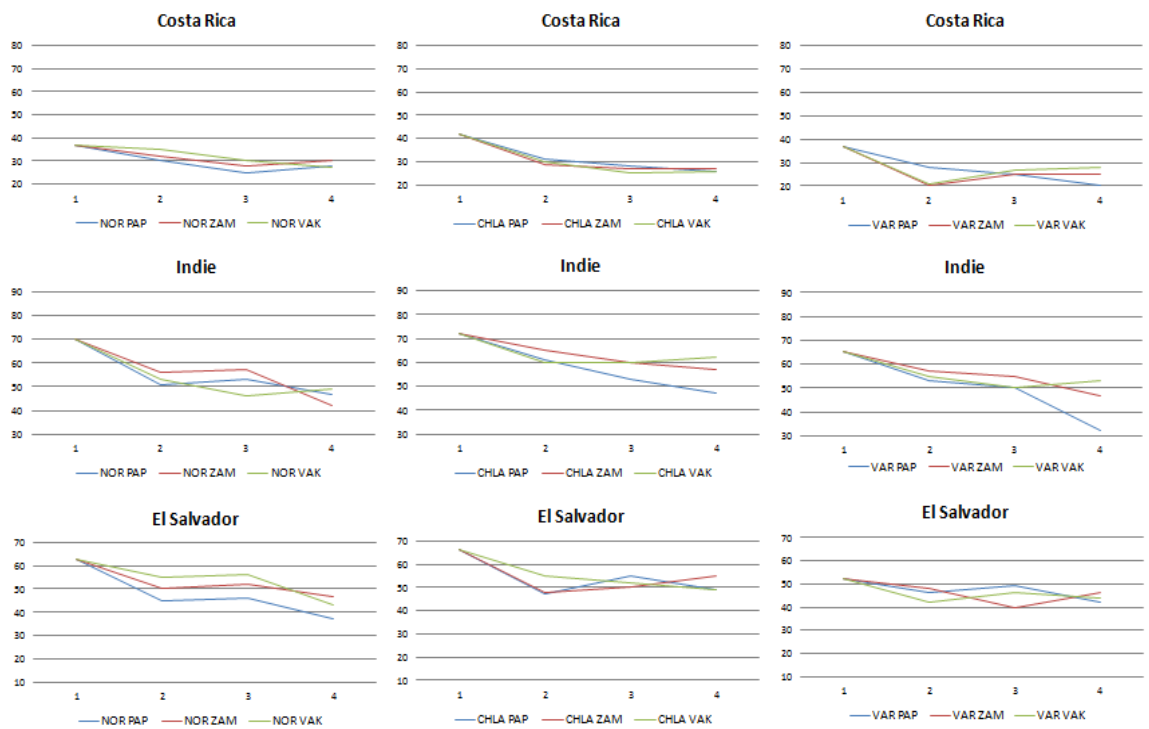 Costa Rica
80
70
60
50
40
30
20
1 2 3 4
NOR PAP NOR ZAM NOR VAK
Costa Rica
80
70
60
50
40
30
20
1 2 3 4
CHLA PAP CHLA ZAM CHLA VAK
Costa Rica
80
70
60
50
40
30
20
1 2 3 4
VAR PAP VAR ZAM VAR VAK
Indie
90
80
70
60
50
40
30
1 2 3 4
NOR PAP NOR ZAM NOR VAK
Indie
90
80
70
60
50
40
30
1 2 3 4
CHLA PAP CHLA ZAM CHLA VAK
Indie
90
80
70
60
50
40
30
1 2 3 4
VAR PAP VAR ZAM VAR VAK
El Salvador
70
60
50
40
30
20
10
1 2 3 4
NOR PAP NOR ZAM NOR VAK
El Salvador
70
60
50
40
30
20
10
1 2 3 4
CHLA PAP CHLA ZAM CHLA VAK
El Salvador
70
60
50
40
30
20
10
1 2 3 4
VAR PAP VAR ZAM VAR VAK